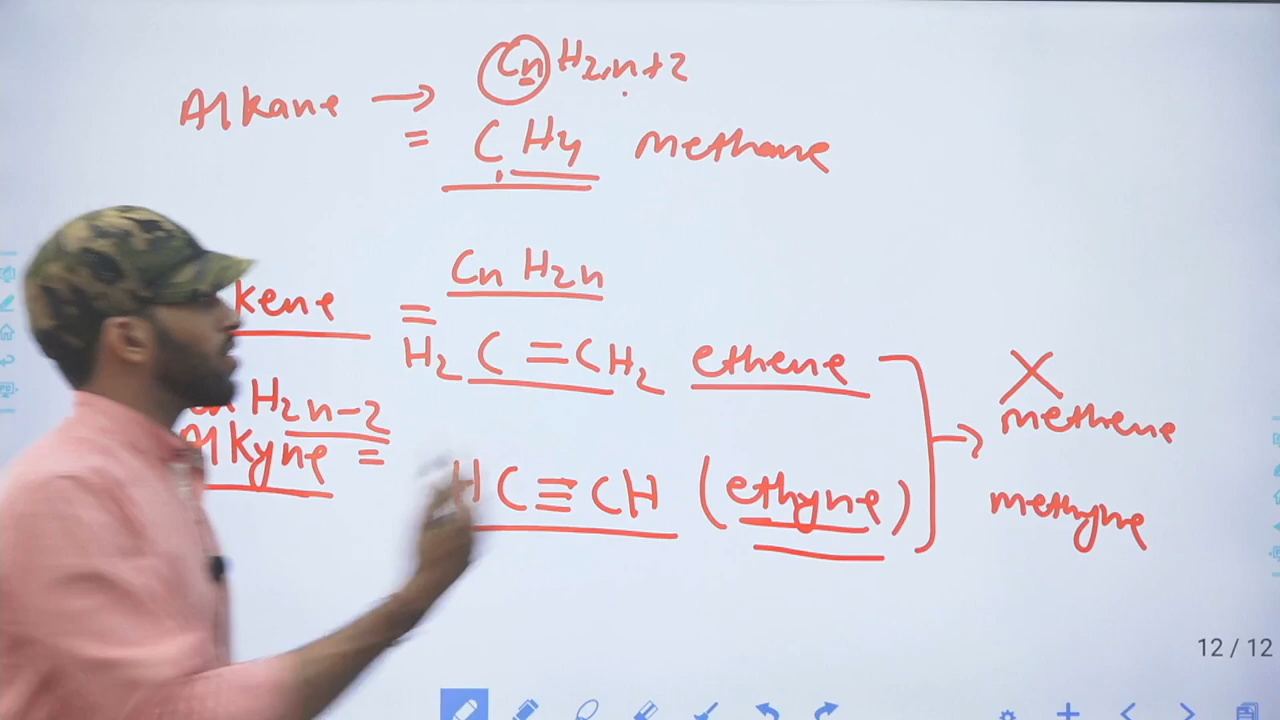 Alkane → CnH2n+2
= CH4 methane
CnH2n
kene =
H2C=CH2 ethene
X
methene
H2n-2
Alkyne = HC≡CH (ethyne)
methyne
12 / 12